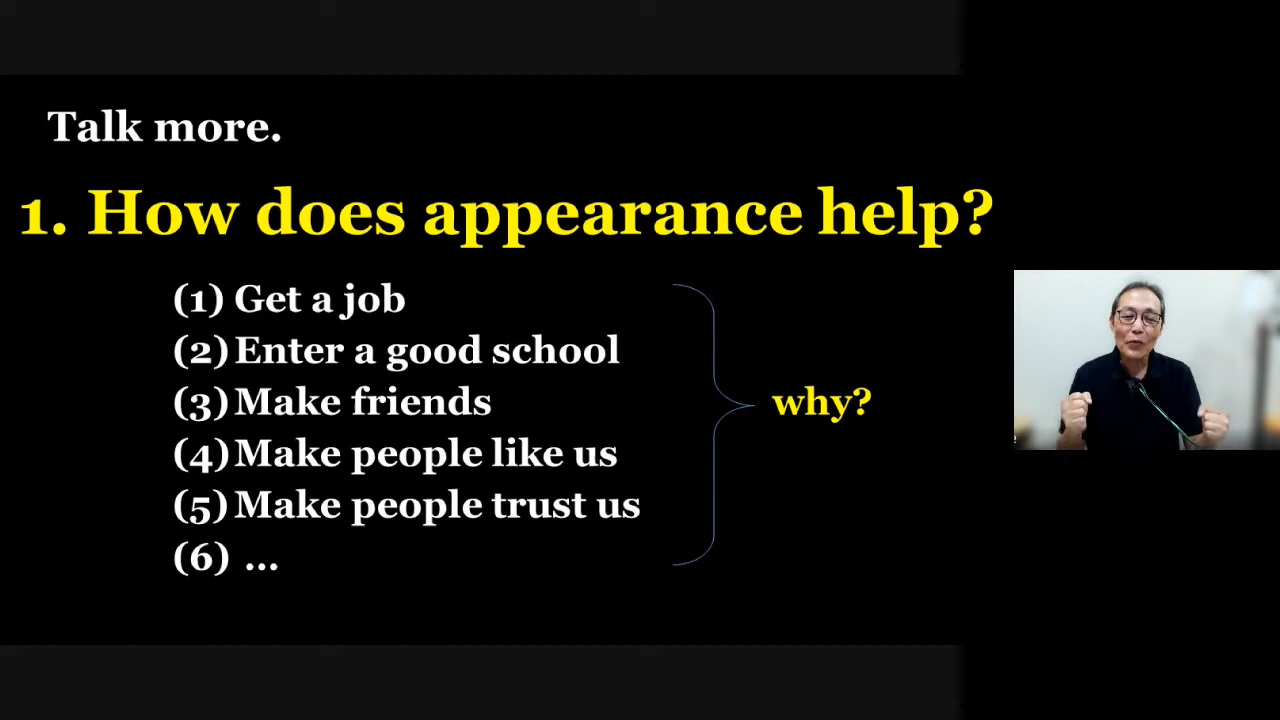 Talk more.
1. How does appearance help?
(1) Get a job
(2) Enter a good school
(3) Make friends
(4) Make people like us
(5) Make people trust us
(6) ...
why?